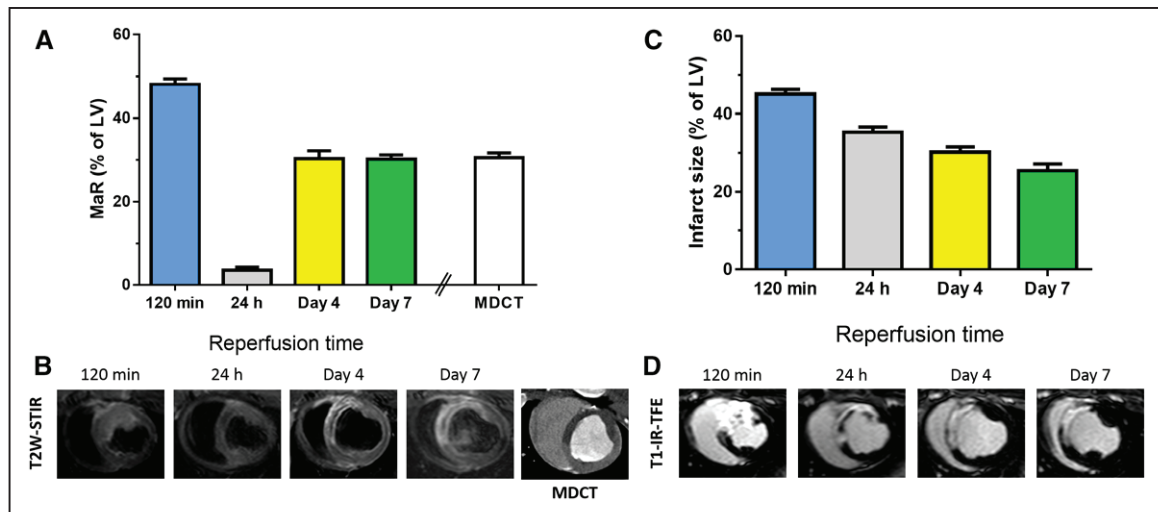 A
MaR (% of LV)
60
40
20
0
120 min 24 h Day 4 Day 7 MDCT
Reperfusion time
C
Infarct size (% of LV)
60
40
20
0
120 min 24 h Day 4 Day 7
Reperfusion time
B
120 min 24 h Day 4 Day 7
T2W-STIR
MDCT
D
120 min 24 h Day 4 Day 7
T1-IR-TFE